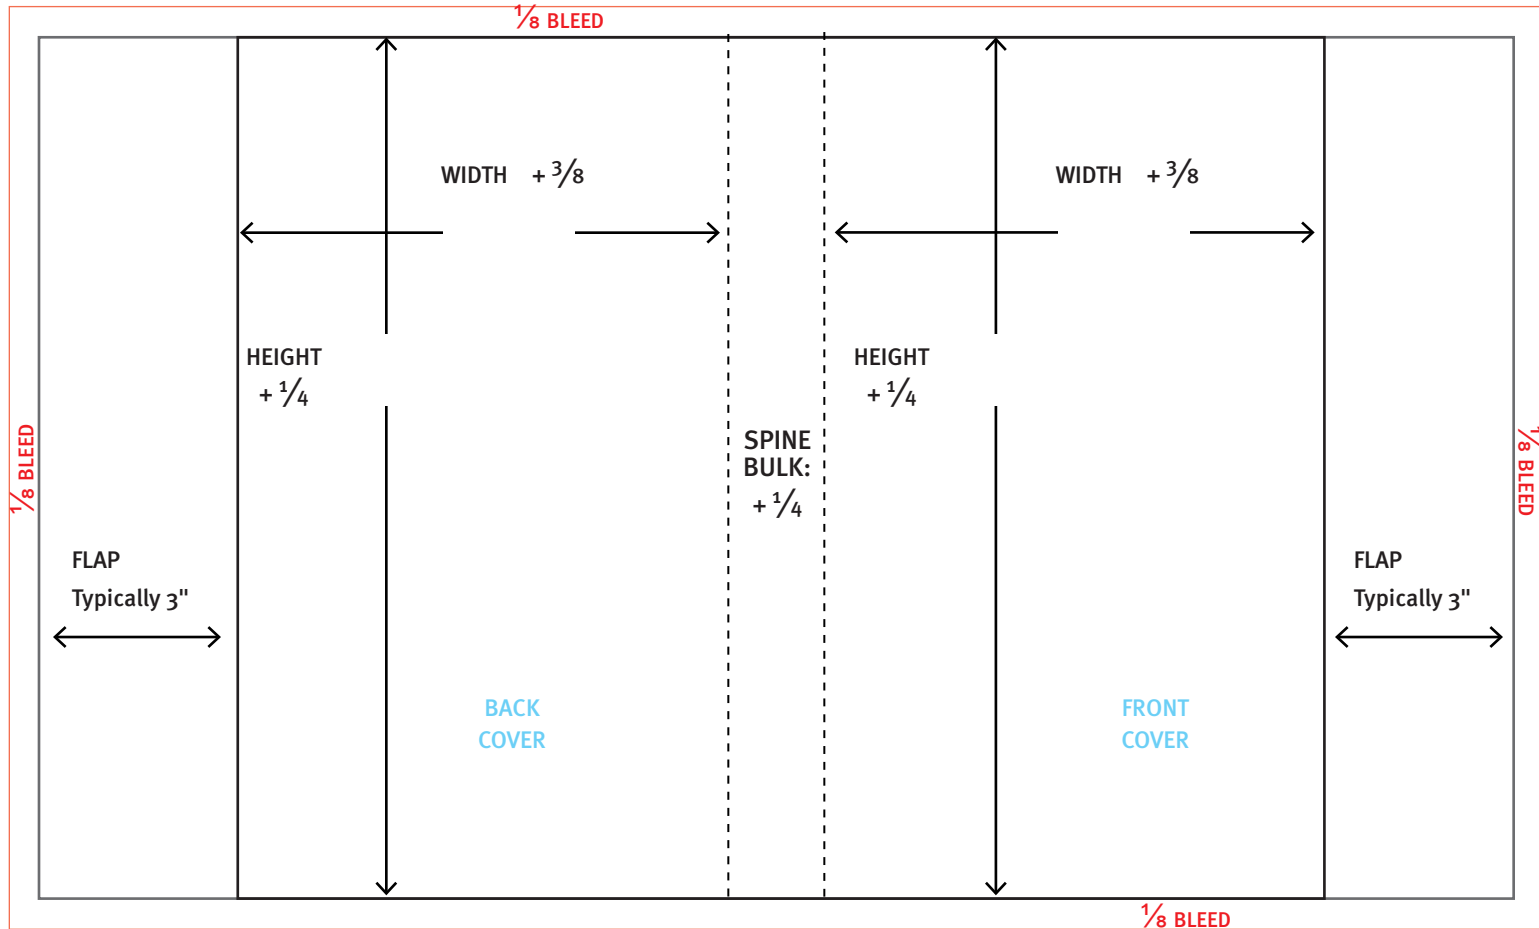 ⅛ BLEED
WIDTH + ⅜
WIDTH + ⅜
HEIGHT
+ ¼
HEIGHT
+ ¼
⅛ BLEED
SPINE
BULK:
+ ¼
⅛ BLEED
FLAP
Typically 3"
FLAP
Typically 3"
BACK
COVER
FRONT
COVER
⅛ BLEED